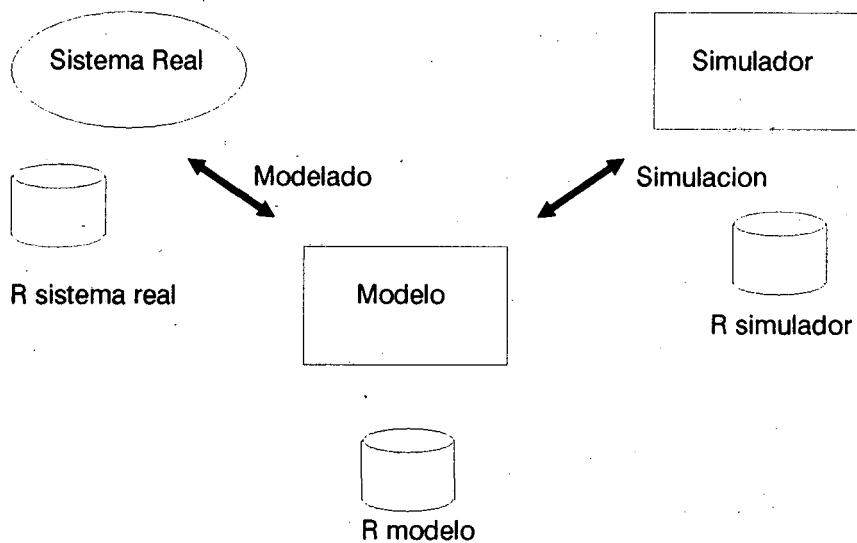 Sistema Real
Simulador
Modelado
Simulacion
R sistema real
Modelo
R simulador
R modelo